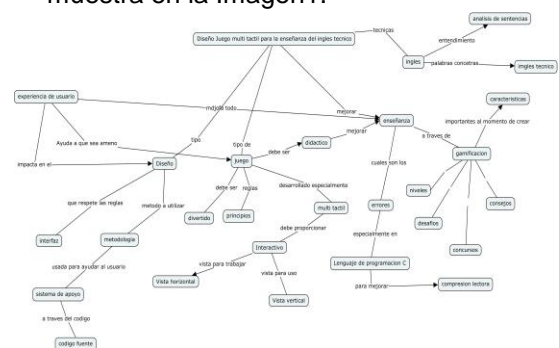 muestra en la Imagen1.
analisis de sentencias
Diseño Juego multi tactil para la enseñanza del ingles tecnico
tecnicas
entendimiento
ingles
palabras conocitras
imgles tecnico
experiencia de usuario
mdjola todo
mejorar
enseñanza
caracteristicas
importantes al momento de crear
Ayuda a que sea ameno
tipo
tipo de
didactico
mejorar
a traves de
debe ser
impacta en el
Diseño
juego
cuales son los
gamificacion
que respete las reglas
metodo a utilizar
debe ser
reglas
desarrollado especialmente
niveles
consejos
divertido
principios
multi tactil
errores
desafios
interfaz
metodologia
debe proporcionar
especialmente en
concursos
Interactivo
usada para ayudar al usuario
vista para trabajar
vista para uso
Lenguaje de programacion C
Vista horizontal
para mejorar
compresion lectora
sistema de apoyo
Vista vertical
a traves del codigo
codigo fuente